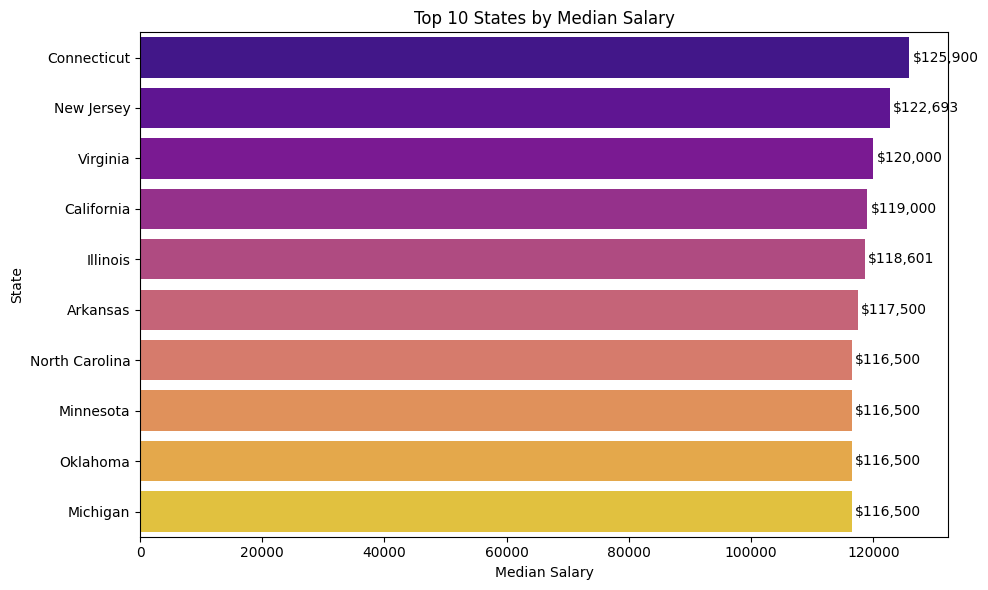 Top 10 States by Median Salary
State
Connecticut $125,900
New Jersey $122,693
Virginia $120,000
California $119,000
Illinois $118,601
Arkansas $117,500
North Carolina $116,500
Minnesota $116,500
Oklahoma $116,500
Michigan $116,500
0 20000 40000 60000 80000 100000 120000
Median Salary